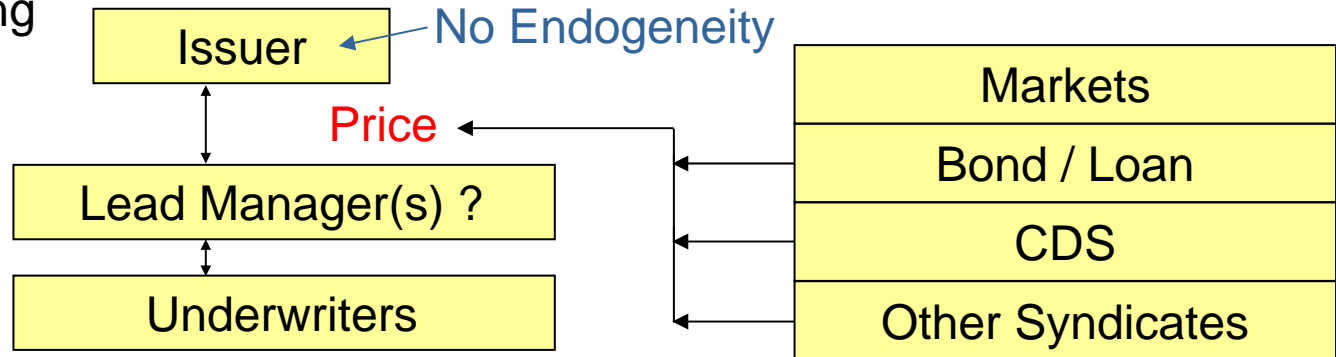 Issuer
No Endogeneity
Price
Lead Manager(s) ?
Underwriters
Markets
Bond / Loan
CDS
Other Syndicates